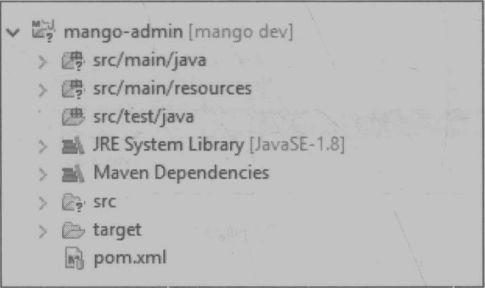 mango-admin [mango dev]
src/main/java
src/main/resources
src/test/java
JRE System Library [JavaSE-1.8]
Maven Dependencies
src
target
pom.xml